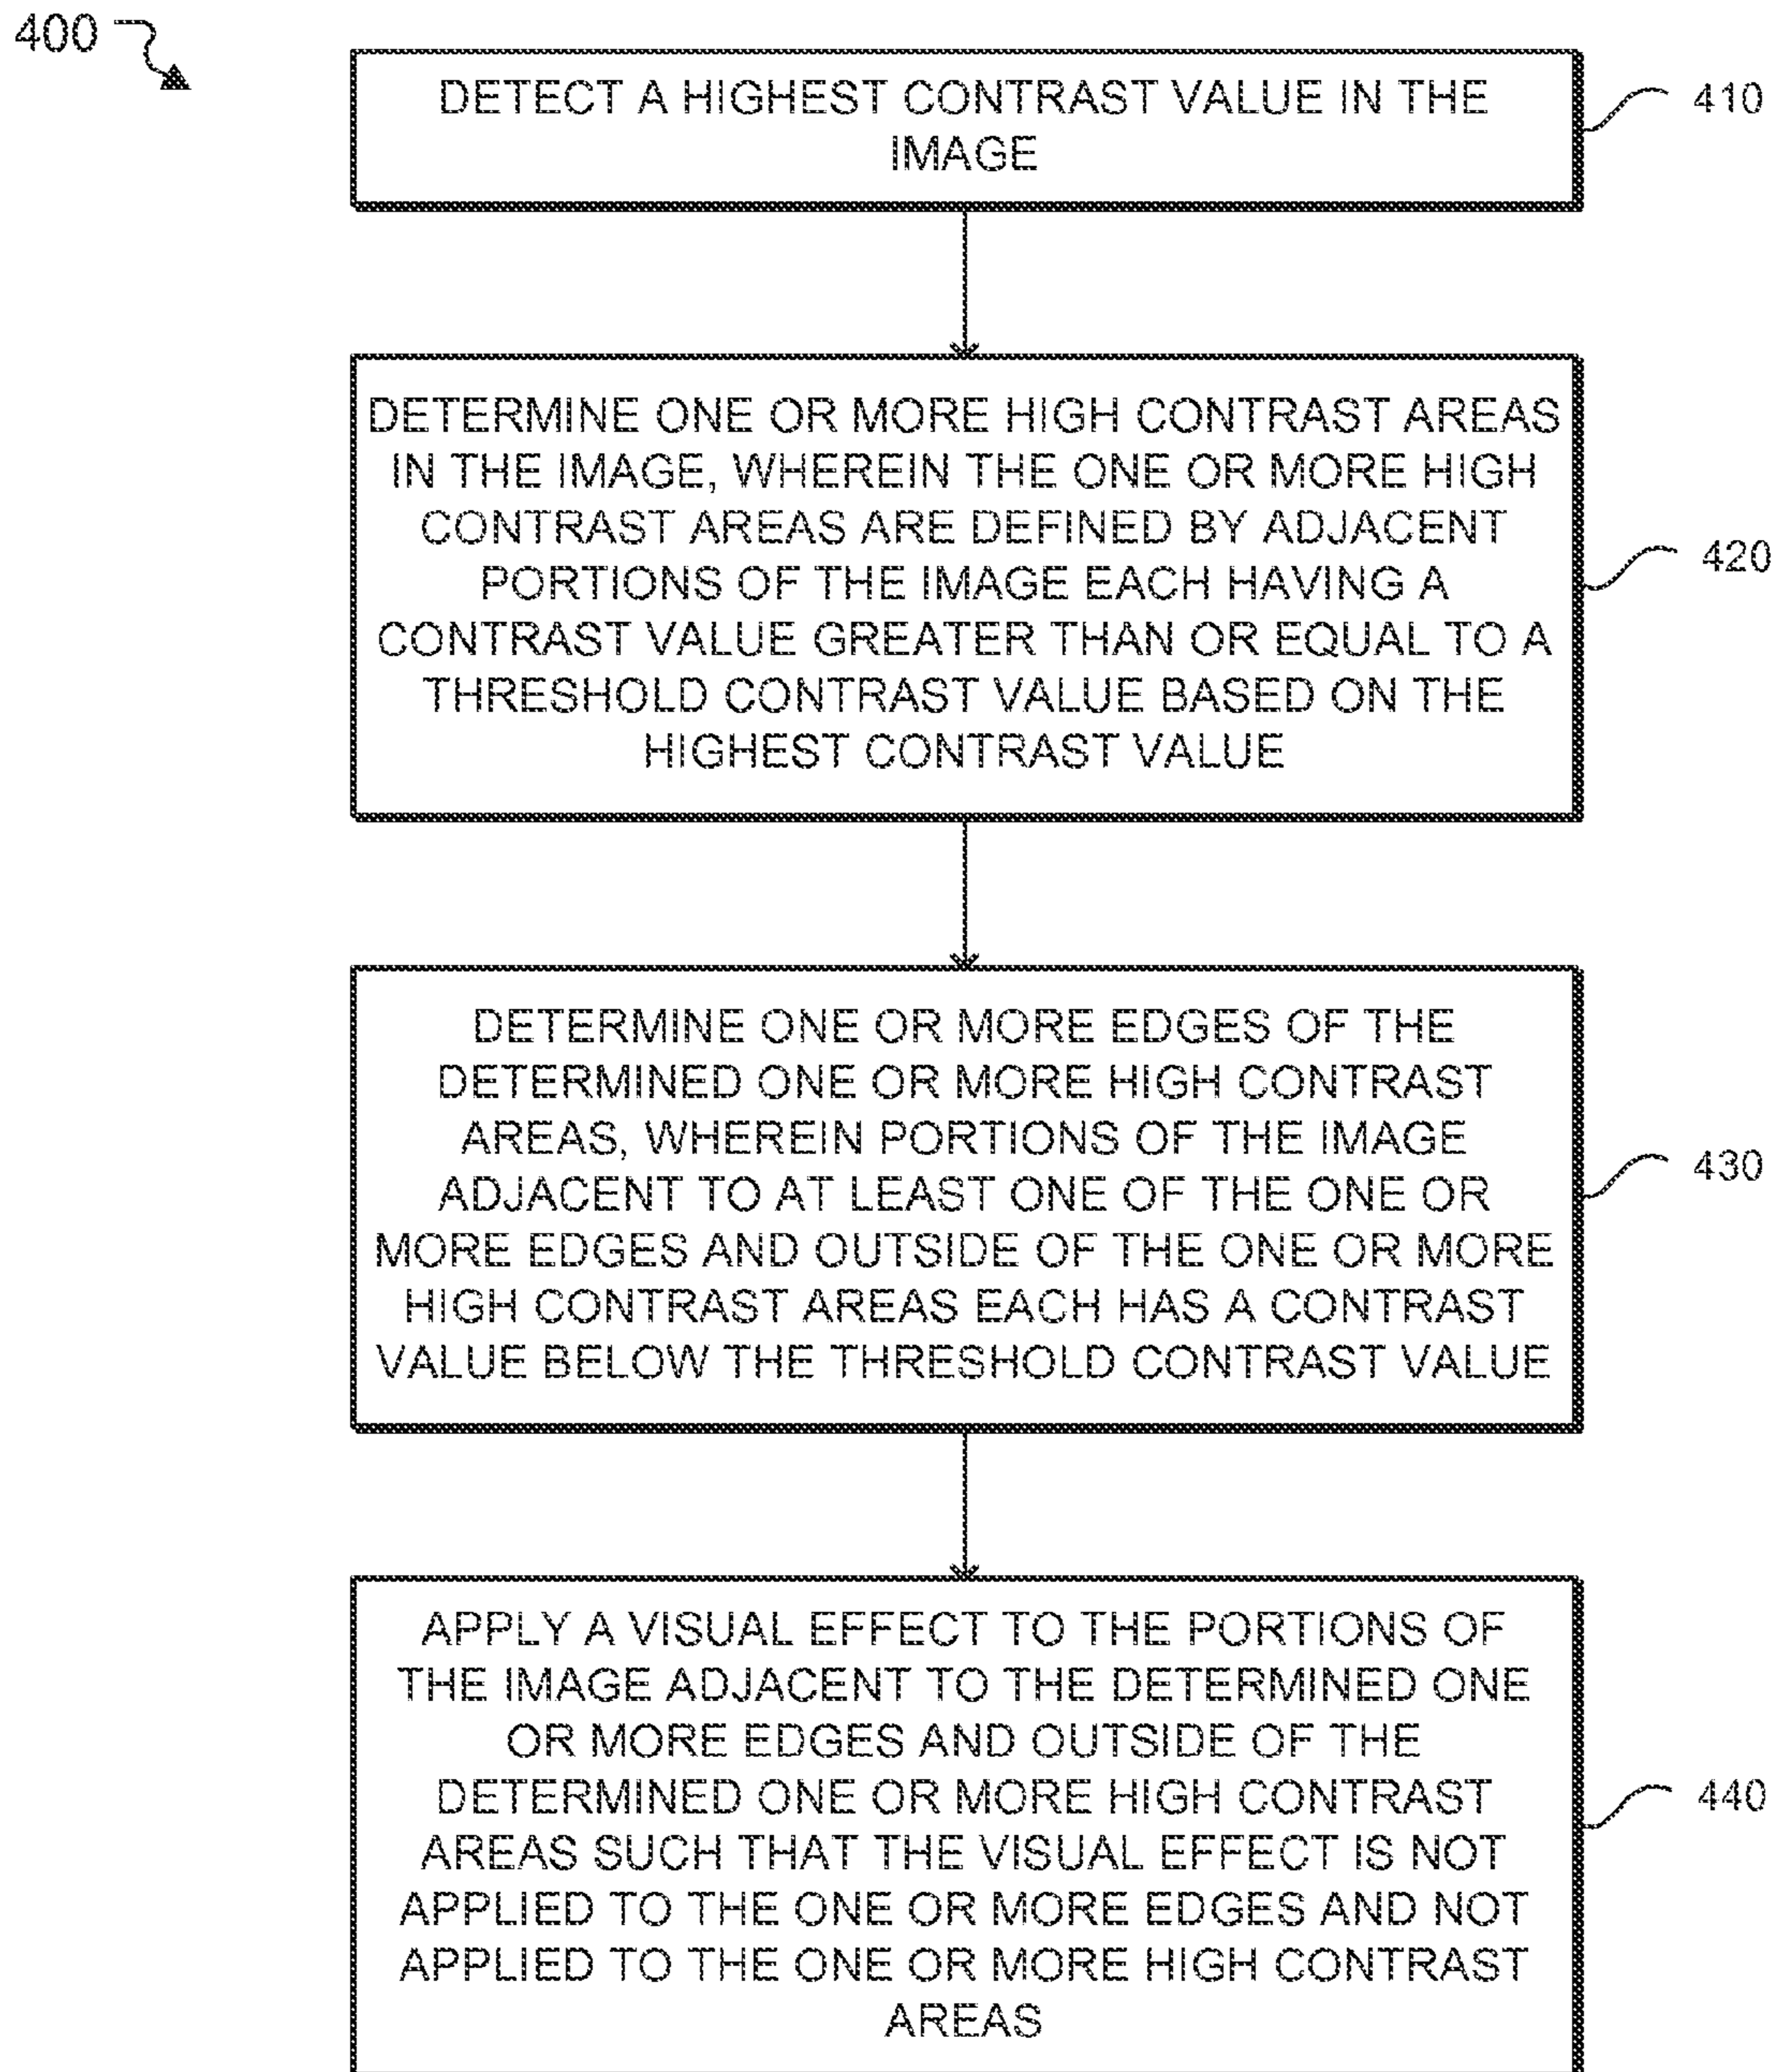 400
DETECT A HIGHEST CONTRAST VALUE IN THE
IMAGE
410
DETERMINE ONE OR MORE HIGH CONTRAST AREAS
IN THE IMAGE, WHEREIN THE ONE OR MORE HIGH
CONTRAST AREAS ARE DEFINED BY ADJACENT
PORTIONS OF THE IMAGE EACH HAVING A
CONTRAST VALUE GREATER THAN OR EQUAL TO A
THRESHOLD CONTRAST VALUE BASED ON THE
HIGHEST CONTRAST VALUE
420
DETERMINE ONE OR MORE EDGES OF THE
DETERMINED ONE OR MORE HIGH CONTRAST
AREAS, WHEREIN PORTIONS OF THE IMAGE
ADJACENT TO AT LEAST ONE OF THE ONE OR
MORE EDGES AND OUTSIDE OF THE ONE OR MORE
HIGH CONTRAST AREAS EACH HAS A CONTRAST
VALUE BELOW THE THRESHOLD CONTRAST VALUE
430
APPLY A VISUAL EFFECT TO THE PORTIONS OF
THE IMAGE ADJACENT TO THE DETERMINED ONE
OR MORE EDGES AND OUTSIDE OF THE
DETERMINED ONE OR MORE HIGH CONTRAST
AREAS SUCH THAT THE VISUAL EFFECT IS NOT
APPLIED TO THE ONE OR MORE EDGES AND NOT
APPLIED TO THE ONE OR MORE HIGH CONTRAST
AREAS
440